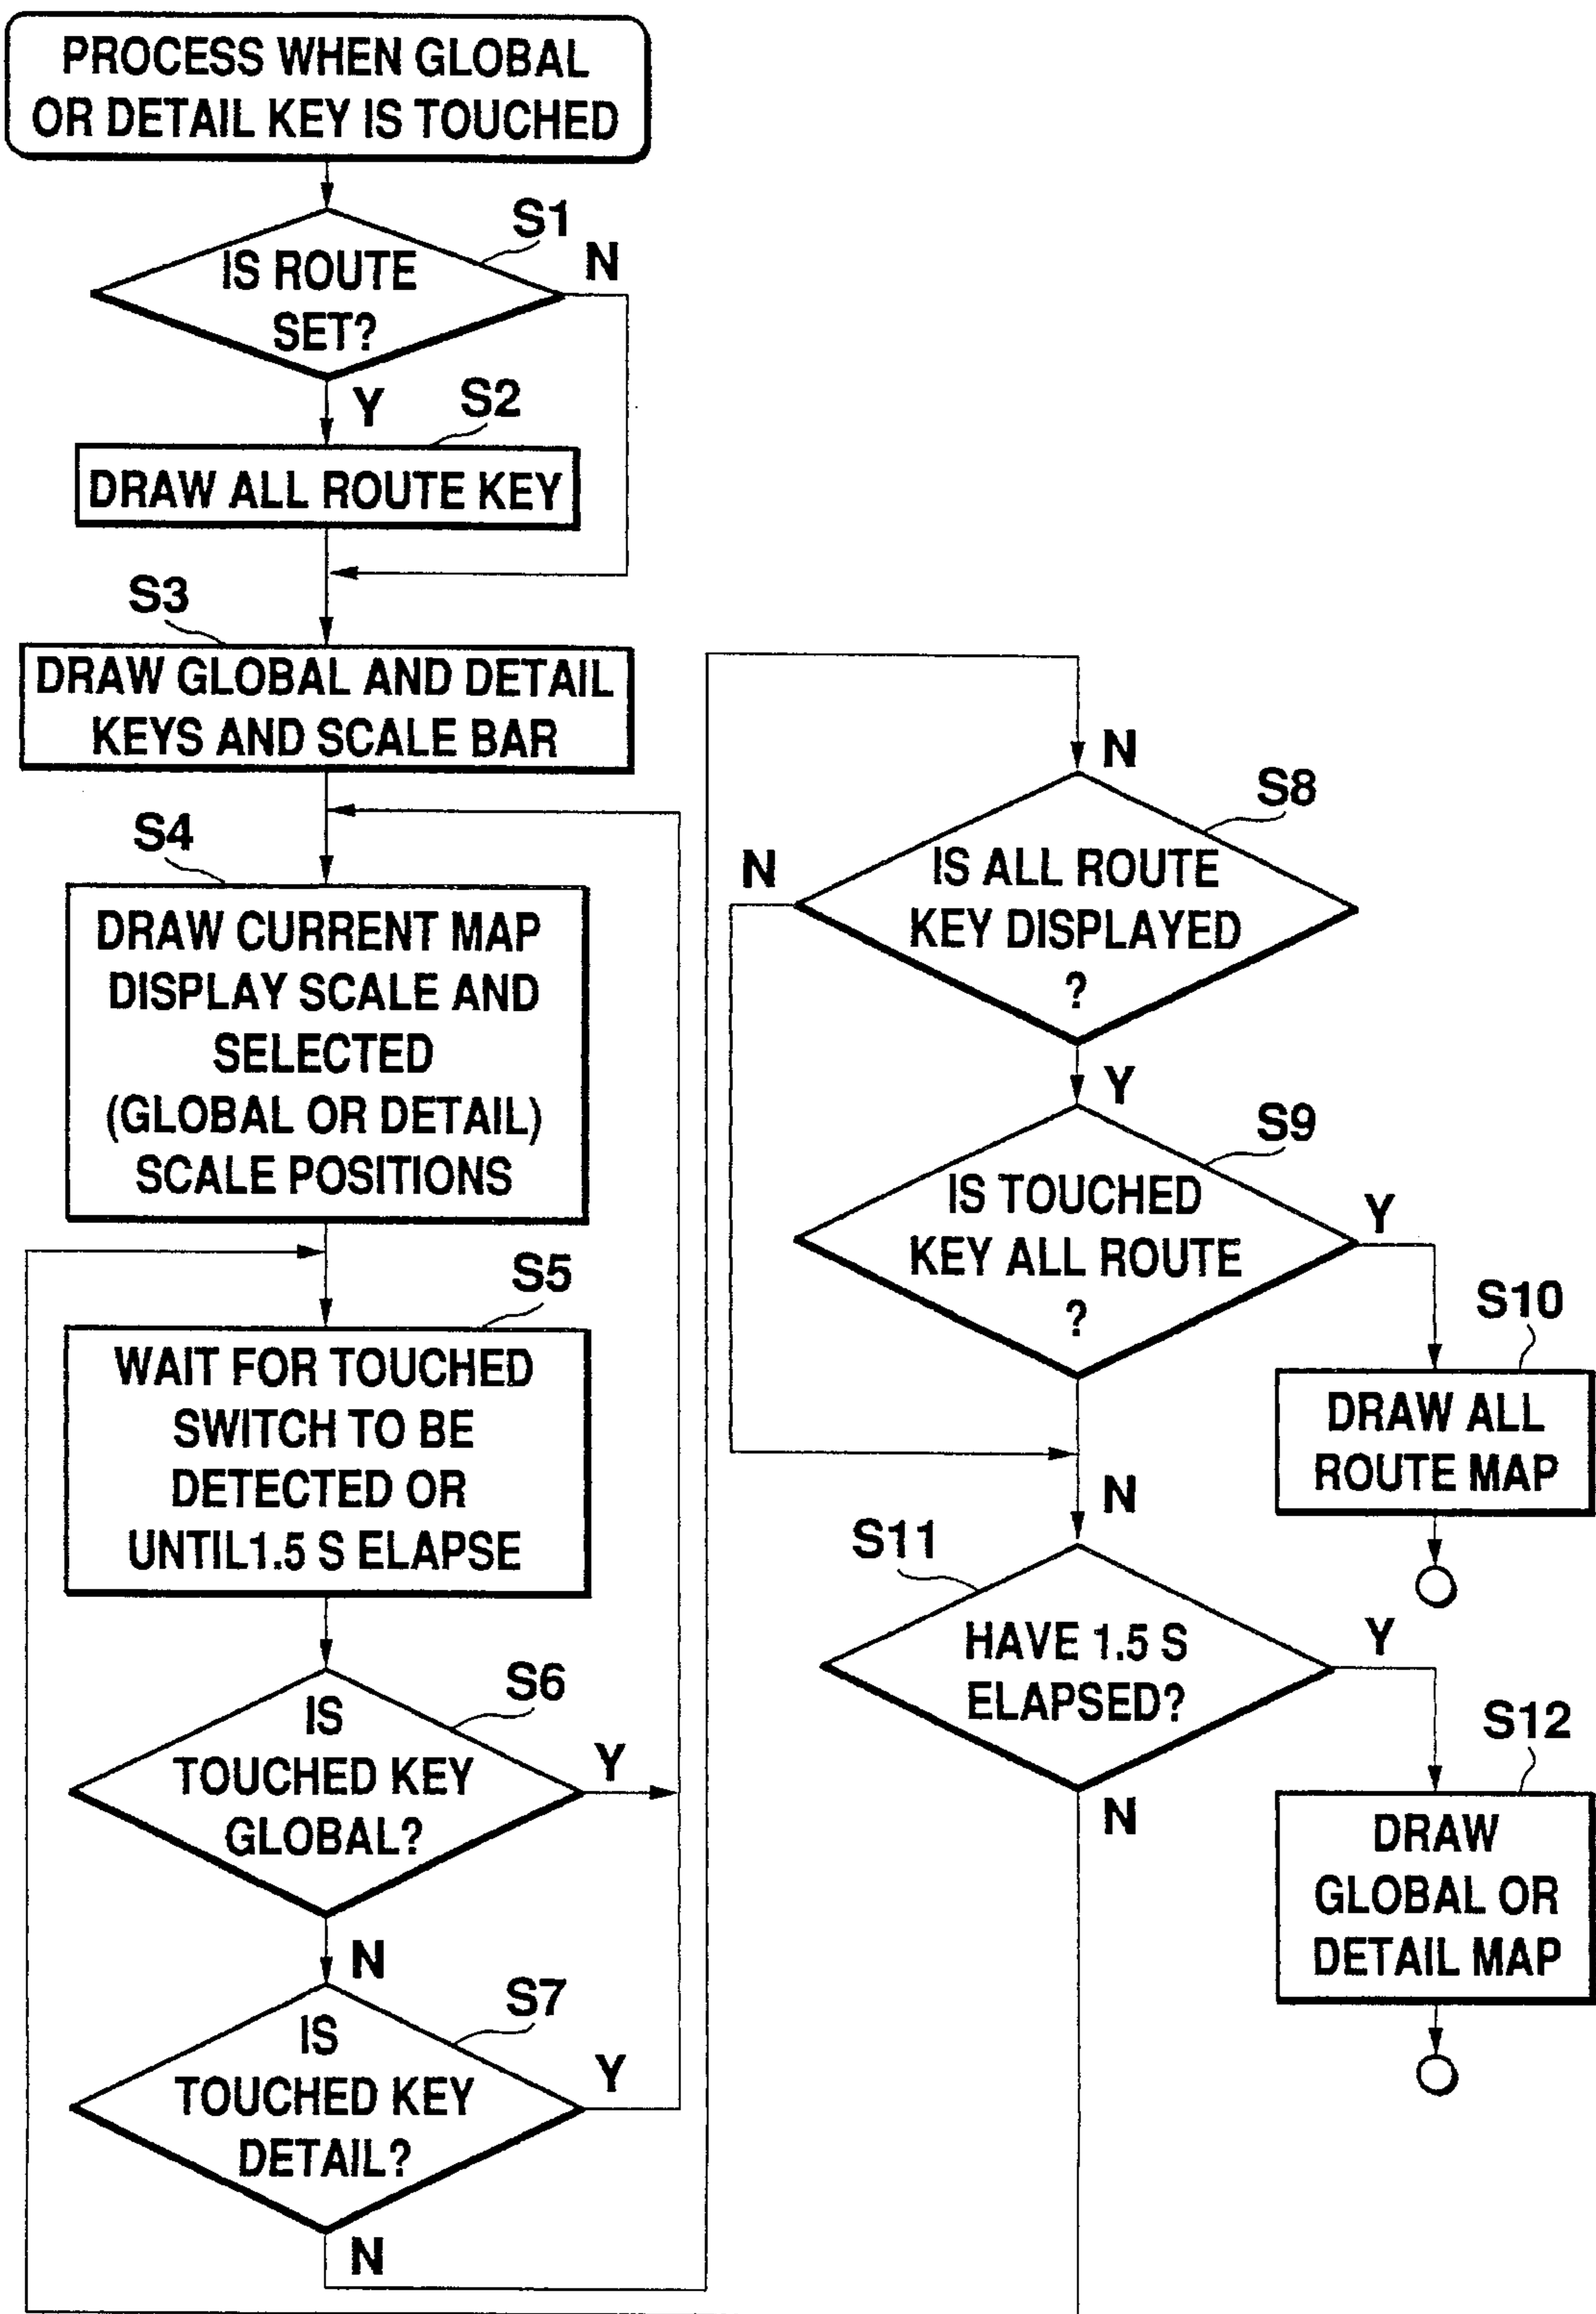 PROCESS WHEN GLOBAL
OR DETAIL KEY IS TOUCHED
S1
IS ROUTE
SET?
N
Y
S2
DRAW ALL ROUTE KEY
S3
DRAW GLOBAL AND DETAIL
KEYS AND SCALE BAR
S4
DRAW CURRENT MAP
DISPLAY SCALE AND
SELECTED
(GLOBAL OR DETAIL)
SCALE POSITIONS
S5
WAIT FOR TOUCHED
SWITCH TO BE
DETECTED OR
UNTIL1.5 S ELAPSE
S6
IS
TOUCHED KEY
GLOBAL?
Y
N
S7
IS
TOUCHED KEY
DETAIL?
Y
N
N
S8
IS ALL ROUTE
KEY DISPLAYED
?
N
Y
S9
IS TOUCHED
KEY ALL ROUTE
?
Y
S10
DRAW ALL
ROUTE MAP
N
S11
HAVE 1.5 S
ELAPSED?
Y
N
S12
DRAW
GLOBAL OR
DETAIL MAP